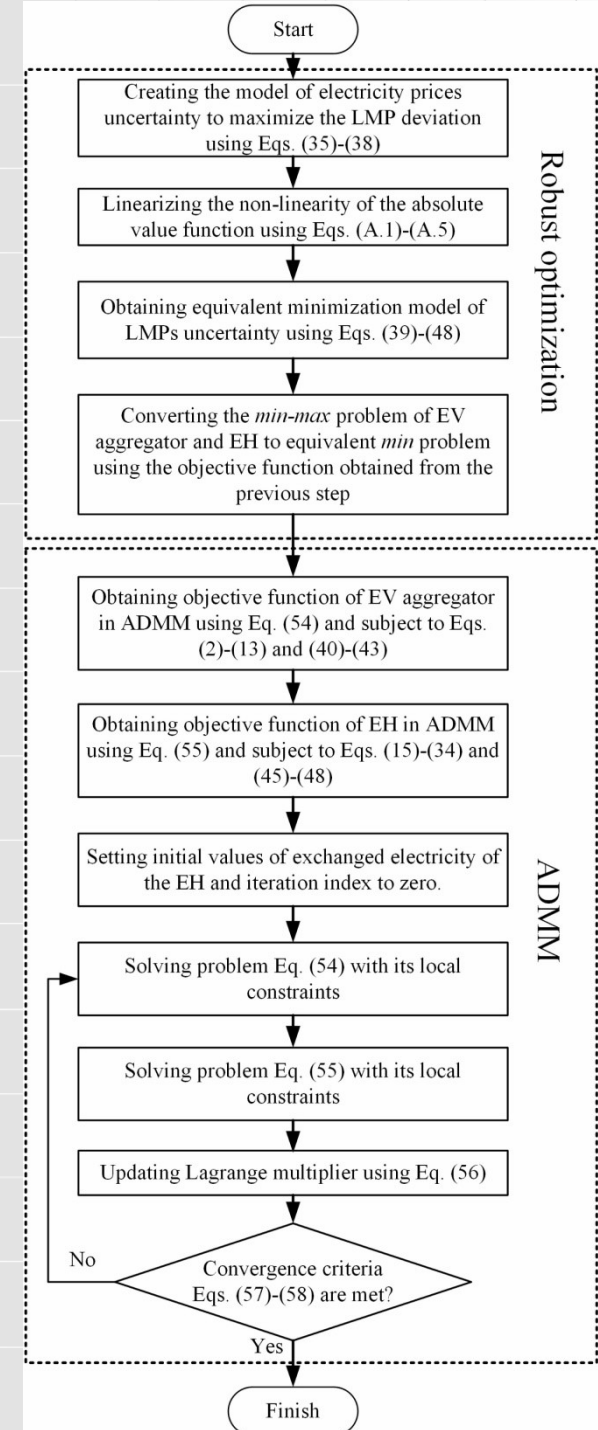 Start
Creating the model of electricity prices
uncertainty to maximize the LMP deviation
using Eqs. (35)-(38)
Linearizing the non-linearity of the absolute
value function using Eqs. (A.1)-(A.5)
Obtaining equivalent minimization model of
LMPs uncertainty using Eqs. (39)-(48)
Converting the min-max problem of EV
aggregator and EH to equivalent min problem
using the objective function obtained from the
previous step
Robust optimization
Obtaining objective function of EV aggregator
in ADMM using Eq. (54) and subject to Eqs.
(2)-(13) and (40)-(43)
Obtaining objective function of EH in ADMM
using Eq. (55) and subject to Eqs. (15)-(34) and
(45)-(48)
Setting initial values of exchanged electricity of
the EH and iteration index to zero.
Solving problem Eq. (54) with its local
constraints
Solving problem Eq. (55) with its local
constraints
Updating Lagrange multiplier using Eq. (56)
Convergence criteria
Eqs. (57)-(58) are met?
No
Yes
ADMM
Finish